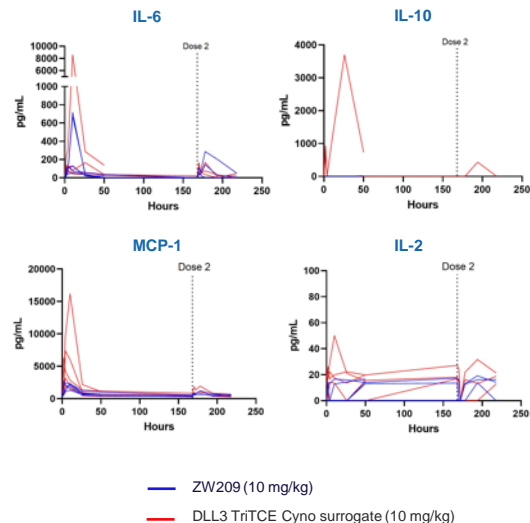 IL-6
10000
8000
6000
1000
800
600
400
200
0
pg/mL
Dose 2
0 50 100 150 200 250
Hours
IL-10
4000
3000
2000
1000
0
pg/mL
Dose 2
0 50 100 150 200 250
Hours
MCP-1
20000
15000
10000
5000
0
pg/mL
Dose 2
0 50 100 150 200 250
Hours
IL-2
100
80
60
40
20
0
pg/mL
Dose 2
0 50 100 150 200 250
Hours
ZW209 (10 mg/kg)
DLL3 TriTCE Cyno surrogate (10 mg/kg)